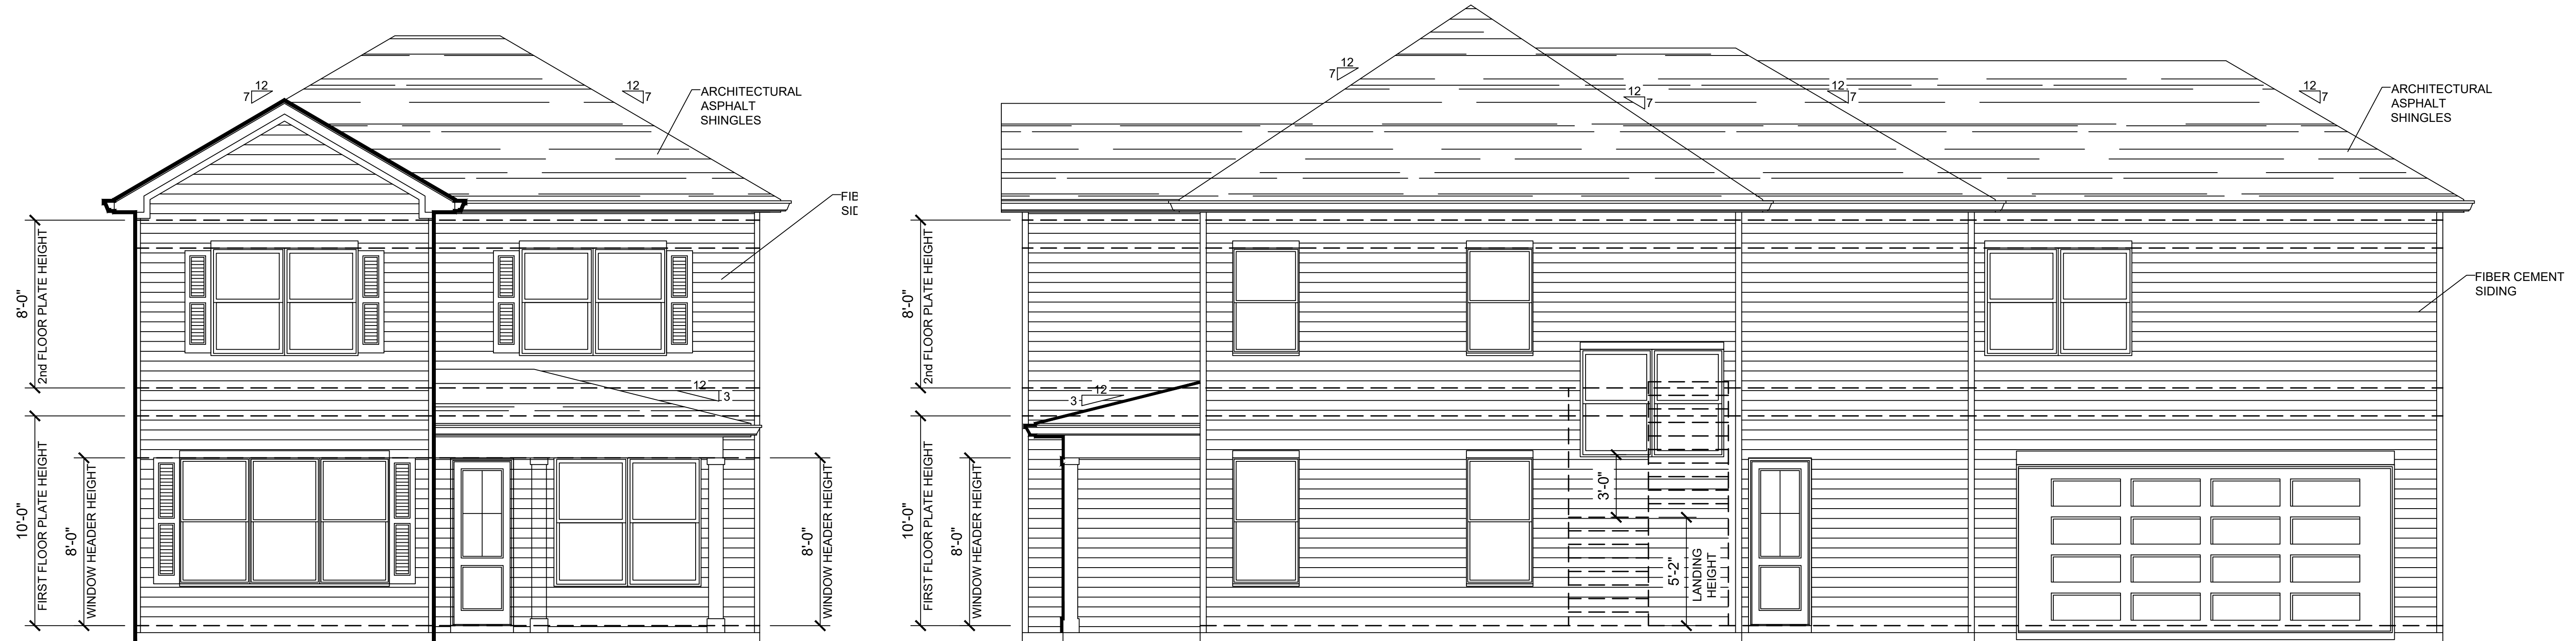 12
7
12
7
ARCHITECTURAL
ASPHALT
SHINGLES
FIE
SIC
8'-0"
2nd FLOOR PLATE HEIGHT
12
3
10'-0"
FIRST FLOOR PLATE HEIGHT
8'-0"
WINDOW HEADER HEIGHT
8'-0"
WINDOW HEADER HEIGHT
12
7
12
7
12
7
12
7
ARCHITECTURAL
ASPHALT
SHINGLES
FIBER CEMENT
SIDING
8'-0"
2nd FLOOR PLATE HEIGHT
12
3
10'-0"
FIRST FLOOR PLATE HEIGHT
8'-0"
WINDOW HEADER HEIGHT
3'-0"
5'-2"
LANDING
HEIGHT